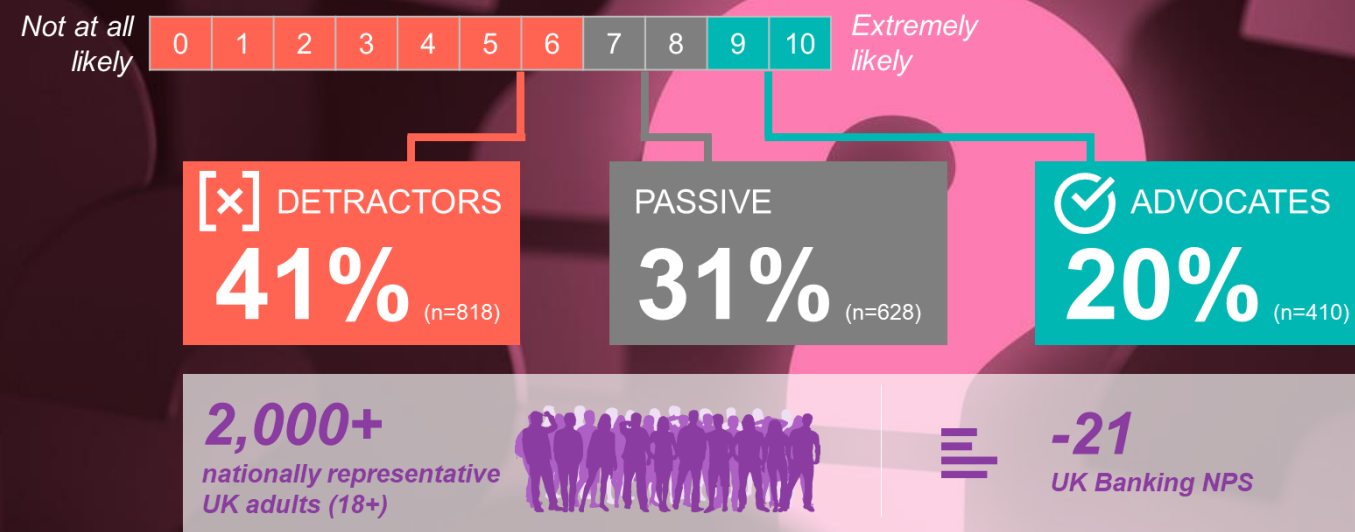 Not at all
likely
0 1 2 3 4 5 6 7 8 9 10
Extremely
likely
DETRACTORS
41% (n=818)
PASSIVE
31% (n=628)
ADVOCATES
20% (n=410)
2,000+
nationally representative
UK adults (18+)
-21
UK Banking NPS